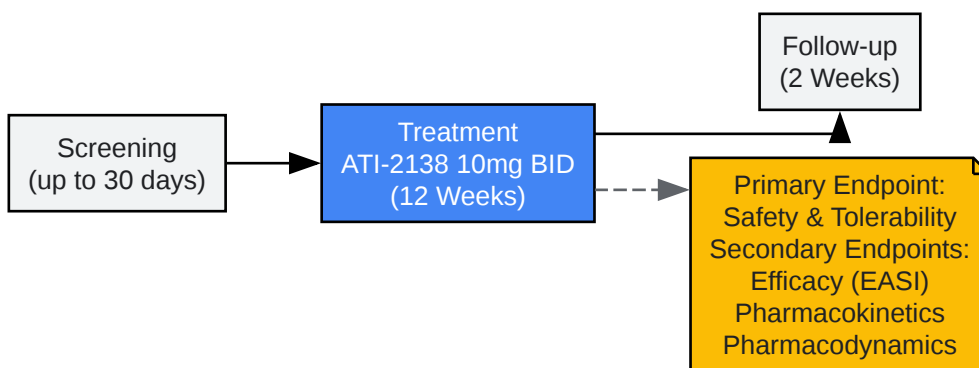 Screening
(up to 30 days)
Treatment
ATI-2138 10mg BID
(12 Weeks)
Follow-up
(2 Weeks)
Primary Endpoint:
Safety & Tolerability
Secondary Endpoints:
Efficacy (EASI)
Pharmacokinetics
Pharmacodynamics